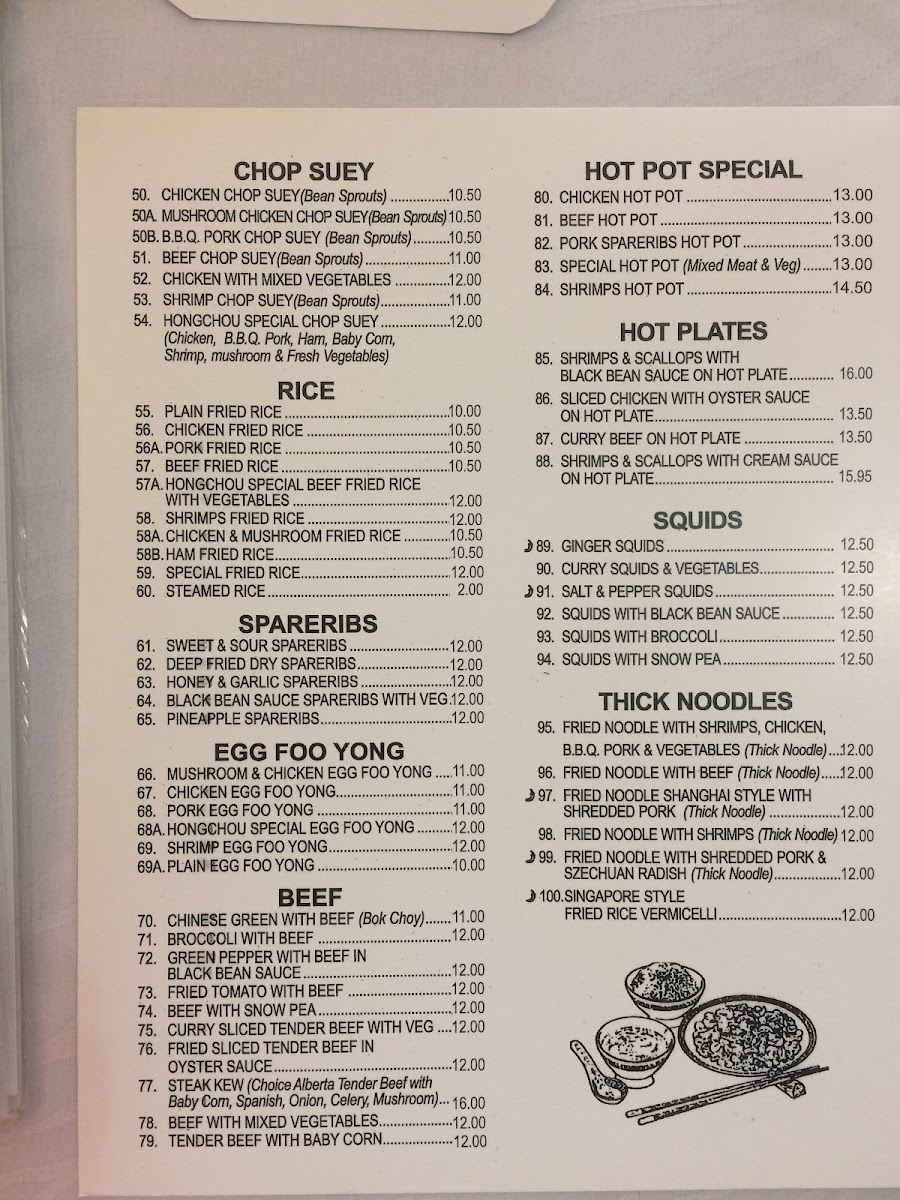 CHOP SUEY
50. CHICKEN CHOP SUEY(Bean Sprouts) ..............10.50
50A. MUSHROOM CHICKEN CHOP SUEY(Bean Sprouts)10.50
50B. B.B.Q. PORK CHOP SUEY (Bean Sprouts).........10.50
51. BEEF CHOP SUEY(Bean Sprouts) .....................11.00
52. CHICKEN WITH MIXED VEGETABLES .............12.00
53. SHRIMP CHOP SUEY(Bean Sprouts).................11.00
54. HONGCHOU SPECIAL CHOP SUEY.................12.00
(Chicken, B.B.Q. Pork, Ham, Baby Corn,
Shrimp, mushroom & Fresh Vegetables)
RICE
55. PLAIN FRIED RICE ........................................10.00
56. CHICKEN FRIED RICE ...................................10.50
56A. PORK FRIED RICE ........................................10.50
57. BEEF FRIED RICE .........................................10.50
57A. HONGCHOU SPECIAL BEEF FRIED RICE
WITH VEGETABLES ......................................12.00
58. SHRIMPS FRIED RICE ...................................12.00
58A. CHICKEN & MUSHROOM FRIED RICE ...........10.50
58B. HAM FRIED RICE...........................................10.50
59. SPECIAL FRIED RICE.....................................12.00
60. STEAMED RICE............................................. 2.00
SPARERIBS
61. SWEET & SOUR SPARERIBS ........................12.00
62. DEEP FRIED DRY SPARERIBS.......................12.00
63. HONEY & GARLIC SPARERIBS ......................12.00
64. BLACK BEAN SAUCE SPARERIBS WITH VEG.12.00
65. PINEAPPLE SPARERIBS................................12.00
EGG FOO YONG
66. MUSHROOM & CHICKEN EGG FOO YONG ....11.00
67. CHICKEN EGG FOO YONG............................11.00
68. PORK EGG FOO YONG .................................11.00
68A. HONGCHOU SPECIAL EGG FOO YONG ........12.00
69. SHRIMP EGG FOO YONG..............................12.00
69A. PLAIN EGG FOO YONG ................................10.00
BEEF
70. CHINESE GREEN WITH BEEF (Bok Choy).......11.00
71. BROCCOLI WITH BEEF ................................12.00
72. GREEN PEPPER WITH BEEF IN
BLACK BEAN SAUCE....................................12.00
73. FRIED TOMATO WITH BEEF .........................12.00
74. BEEF WITH SNOW PEA................................12.00
75. CURRY SLICED TENDER BEEF WITH VEG ....12.00
76. FRIED SLICED TENDER BEEF IN
OYSTER SAUCE...........................................12.00
77. STEAK KEW (Choice Alberta Tender Beef with
Baby Corn, Spanish, Onion, Celery, Mushroom)... 16.00
78. BEEF WITH MIXED VEGETABLES..................12.00
79. TENDER BEEF WITH BABY CORN.................12.00
HOT POT SPECIAL
80. CHICKEN HOT POT ...................................13.00
81. BEEF HOT POT .........................................13.00
82. PORK SPARERIBS HOT POT .....................13.00
83. SPECIAL HOT POT (Mixed Meat & Veg).......13.00
84. SHRIMPS HOT POT ...................................14.50
HOT PLATES
85. SHRIMPS & SCALLOPS WITH
BLACK BEAN SAUCE ON HOT PLATE........... 16.00
86. SLICED CHICKEN WITH OYSTER SAUCE
ON HOT PLATE........................................... 13.50
87. CURRY BEEF ON HOT PLATE ...................... 13.50
88. SHRIMPS & SCALLOPS WITH CREAM SAUCE
ON HOT PLATE........................................... 15.95
SQUIDS
89. GINGER SQUIDS........................................ 12.50
90. CURRY SQUIDS & VEGETABLES.................. 12.50
91. SALT & PEPPER SQUIDS............................. 12.50
92. SQUIDS WITH BLACK BEAN SAUCE ............. 12.50
93. SQUIDS WITH BROCCOLI............................ 12.50
94. SQUIDS WITH SNOW PEA........................... 12.50
THICK NOODLES
95. FRIED NOODLE WITH SHRIMPS, CHICKEN,
B.B.Q. PORK & VEGETABLES (Thick Noodle)...12.00
96. FRIED NOODLE WITH BEEF (Thick Noodle).....12.00
97. FRIED NOODLE SHANGHAI STYLE WITH
SHREDDED PORK (Thick Noodle) ..................12.00
98. FRIED NOODLE WITH SHRIMPS (Thick Noodle) 12.00
99. FRIED NOODLE WITH SHREDDED PORK &
SZECHUAN RADISH (Thick Noodle).................12.00
100. SINGAPORE STYLE
FRIED RICE VERMICELLI..............................12.00